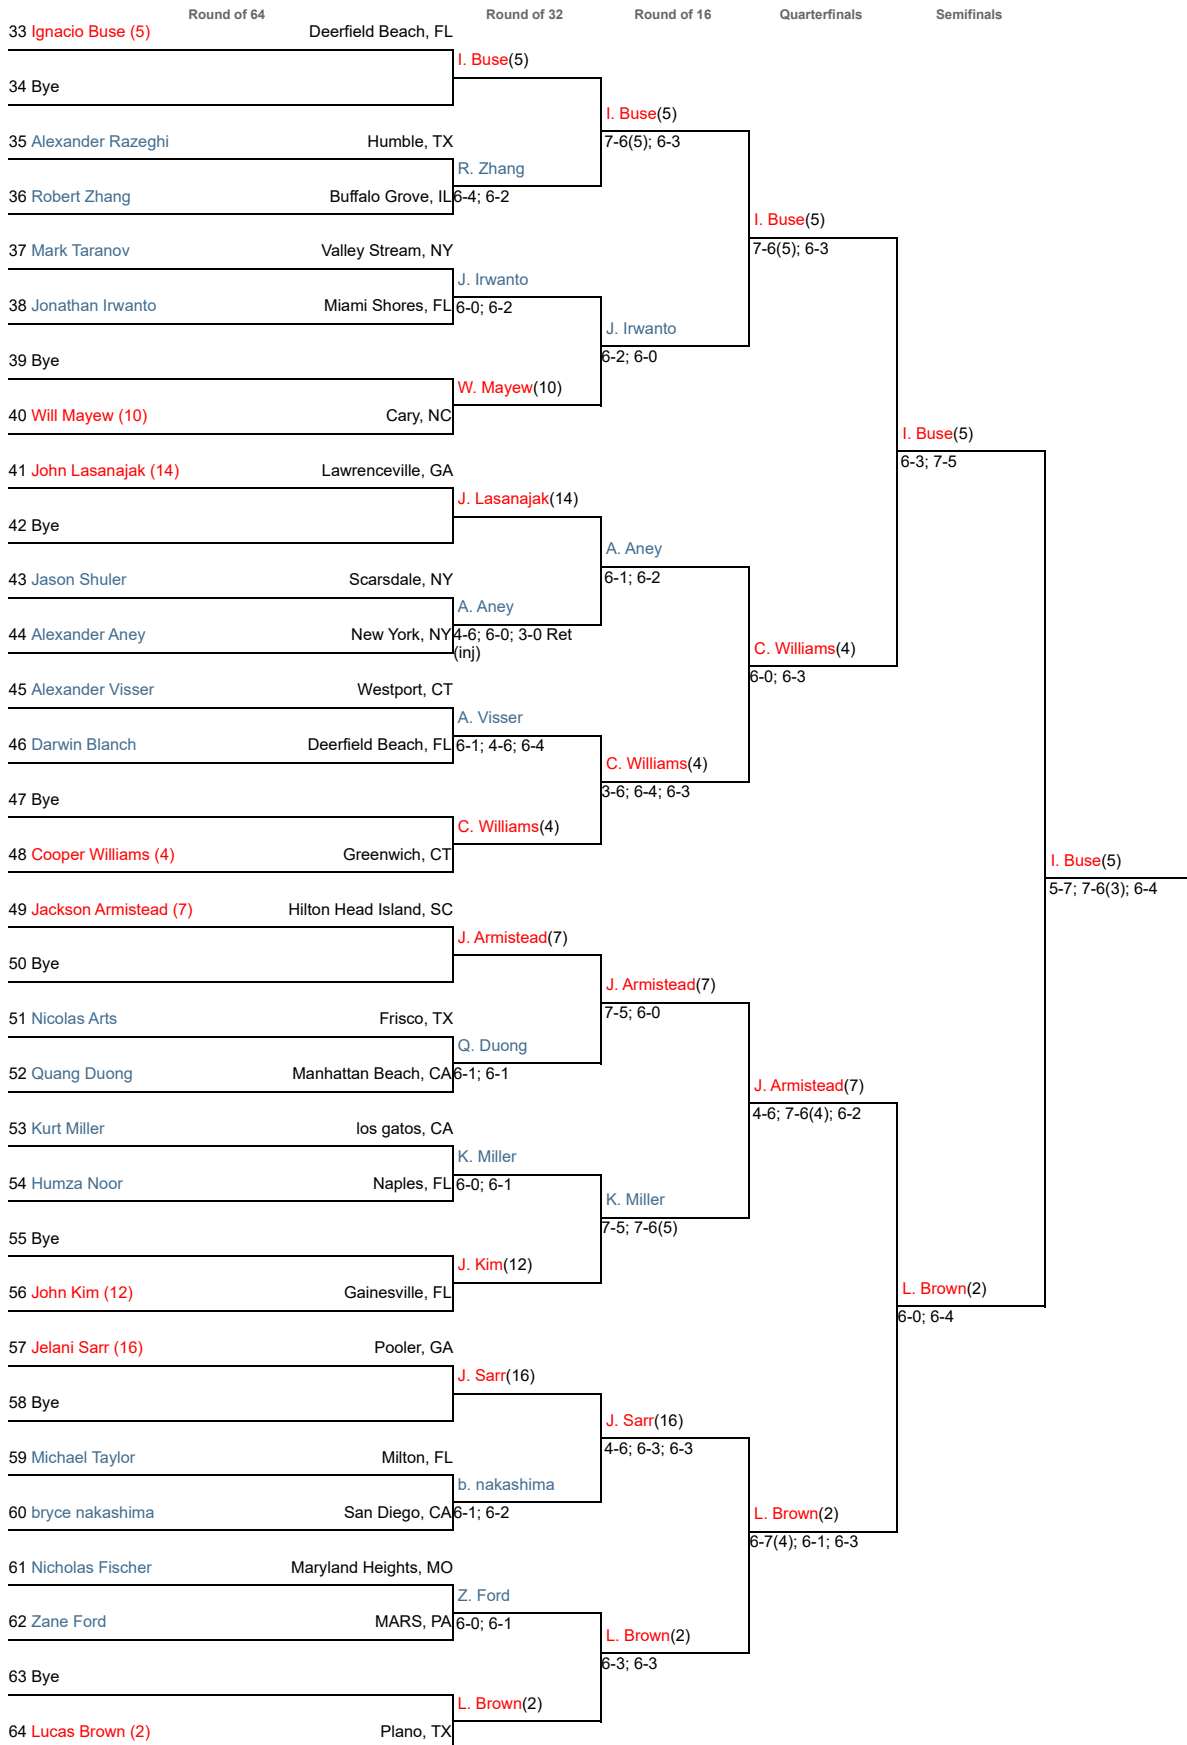 Round of 64 Round of 32 Round of 16 Quarterfinals Semifinals
33 Ignacio Buse (5) Deerfield Beach, FL
I. Buse(5)
34 Bye
I. Buse(5)
35 Alexander Razeghi Humble, TX
7-6(5); 6-3
R. Zhang
36 Robert Zhang Buffalo Grove, IL
6-4; 6-2
I. Buse(5)
37 Mark Taranov Valley Stream, NY
7-6(5); 6-3
J. Irwanto
38 Jonathan Irwanto Miami Shores, FL
6-0; 6-2
J. Irwanto
39 Bye
6-2; 6-0
W. Mayew(10)
40 Will Mayew (10) Cary, NC
I. Buse(5)
41 John Lasanajak (14) Lawrenceville, GA
6-3; 7-5
J. Lasanajak(14)
42 Bye
A. Aney
43 Jason Shuler Scarsdale, NY
6-1; 6-2
A. Aney
44 Alexander Aney New York, NY
4-6; 6-0; 3-0 Ret
(inj)
C. Williams(4)
45 Alexander Visser Westport, CT
6-0; 6-3
A. Visser
46 Darwin Blanch Deerfield Beach, FL
6-1; 4-6; 6-4
C. Williams(4)
47 Bye
3-6; 6-4; 6-3
C. Williams(4)
48 Cooper Williams (4) Greenwich, CT
I. Buse(5)
5-7; 7-6(3); 6-4
49 Jackson Armistead (7) Hilton Head Island, SC
J. Armistead(7)
50 Bye
J. Armistead(7)
51 Nicolas Arts Frisco, TX
7-5; 6-0
Q. Duong
52 Quang Duong Manhattan Beach, CA
6-1; 6-1
J. Armistead(7)
53 Kurt Miller los gatos, CA
4-6; 7-6(4); 6-2
K. Miller
54 Humza Noor Naples, FL
6-0; 6-1
K. Miller
55 Bye
7-5; 7-6(5)
J. Kim(12)
56 John Kim (12) Gainesville, FL
L. Brown(2)
6-0; 6-4
57 Jelani Sarr (16) Pooler, GA
J. Sarr(16)
58 Bye
J. Sarr(16)
59 Michael Taylor Milton, FL
4-6; 6-3; 6-3
b. nakashima
60 bryce nakashima San Diego, CA
6-1; 6-2
L. Brown(2)
61 Nicholas Fischer Maryland Heights, MO
6-7(4); 6-1; 6-3
Z. Ford
62 Zane Ford MARS, PA
6-0; 6-1
L. Brown(2)
63 Bye
6-3; 6-3
L. Brown(2)
64 Lucas Brown (2) Plano, TX